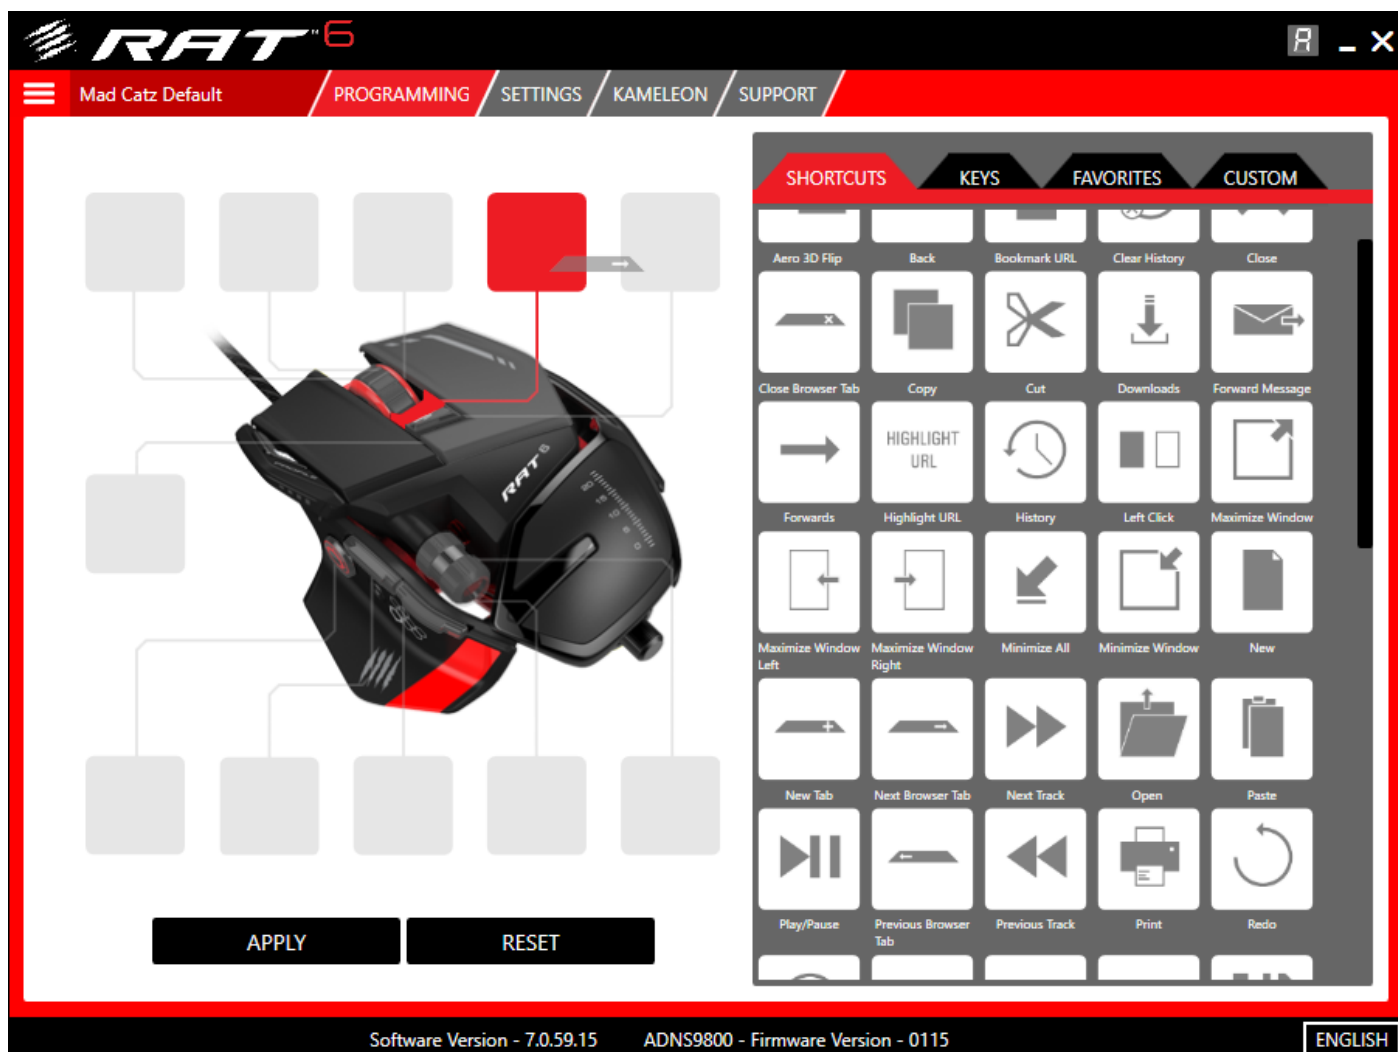 RAT™6
Mad Catz Default
PROGRAMMING
SETTINGS
KAMELEON
SUPPORT
SHORTCUTS
KEYS
FAVORITES
CUSTOM
Aero 3D Flip
Back
Bookmark URL
Clear History
Close
Close Browser Tab
Copy
Cut
Downloads
Forward Message
HIGHLIGHT
URL
Forwards
Highlight URL
History
Left Click
Maximize Window
Maximize Window
Left
Maximize Window
Right
Minimize All
Minimize Window
New
New Tab
Next Browser Tab
Next Track
Open
Paste
Play/Pause
Previous Browser
Tab
Previous Track
Print
Redo
RAT 6
20
15
10
APPLY
RESET
Software Version - 7.0.59.15
ADNS9800 - Firmware Version - 0115
ENGLISH